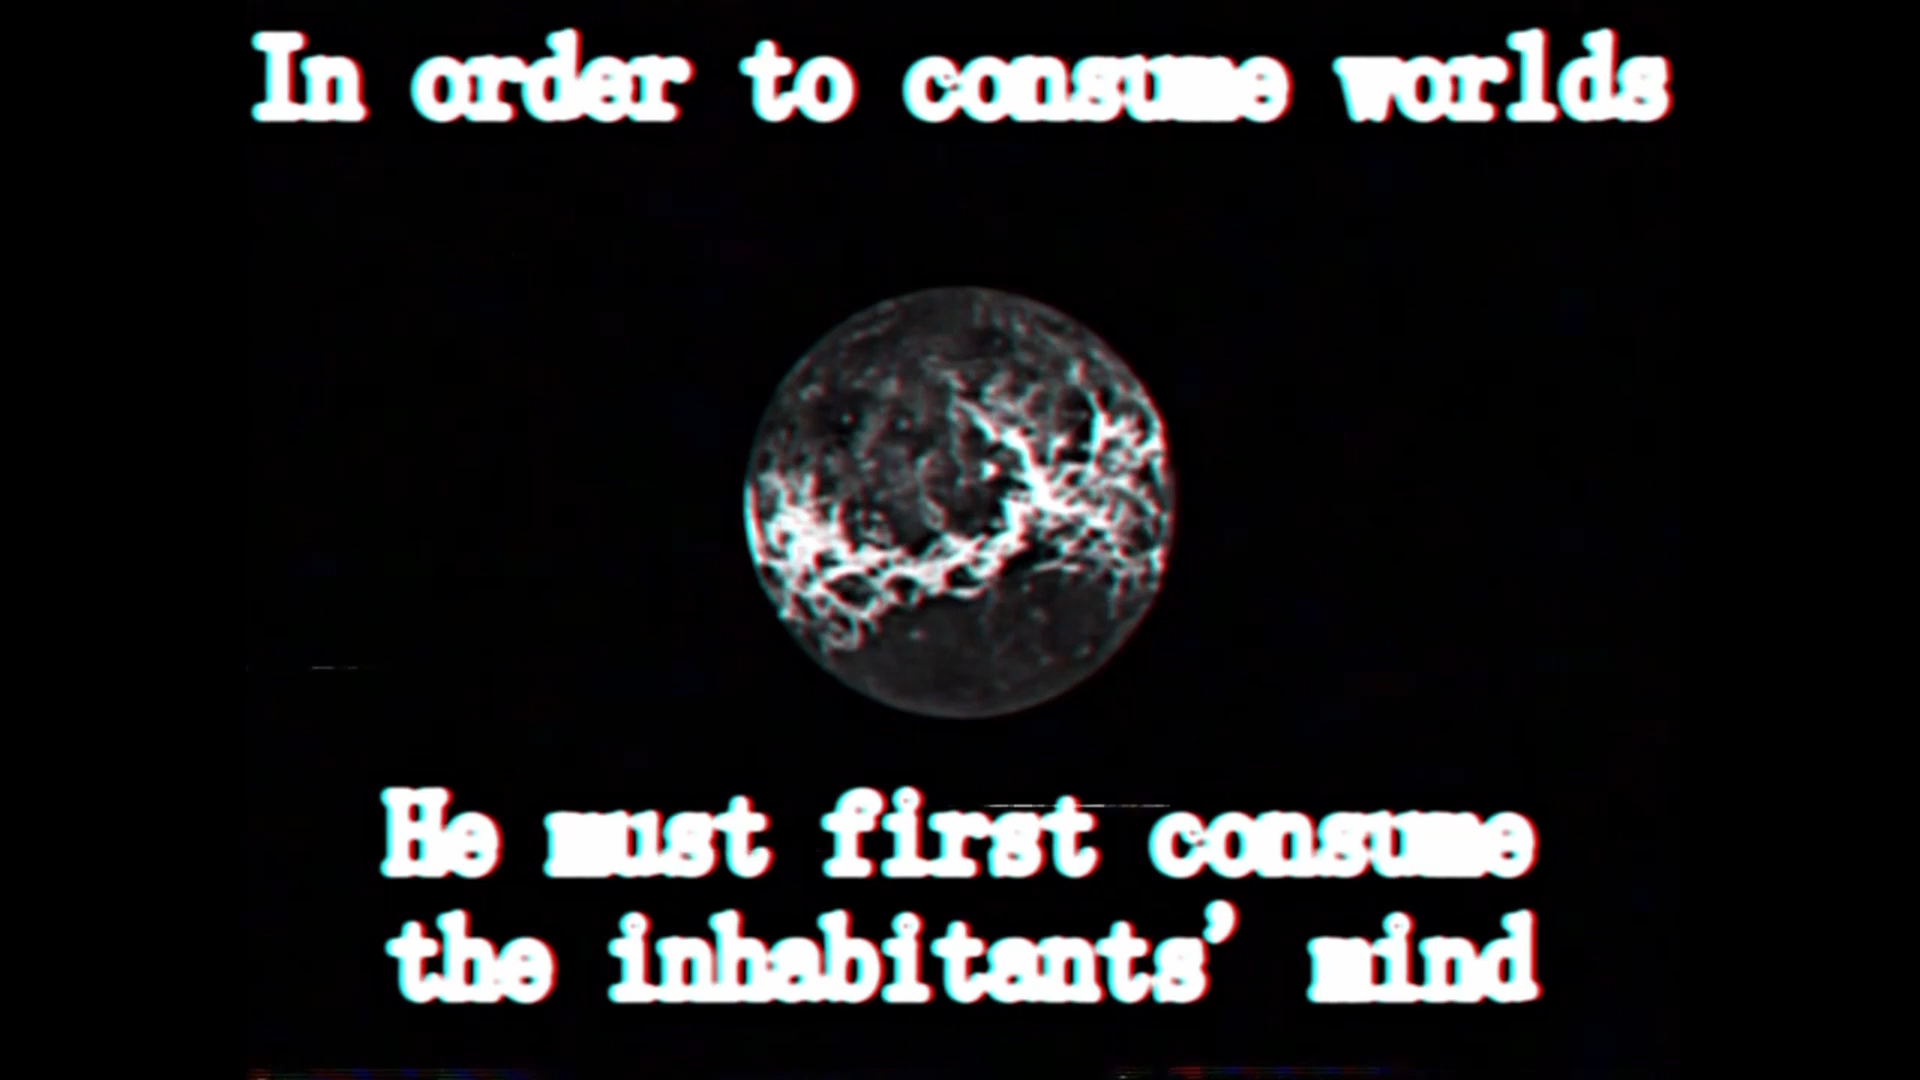 In order to consume worlds
He must first consume
the inhabitants’ mind